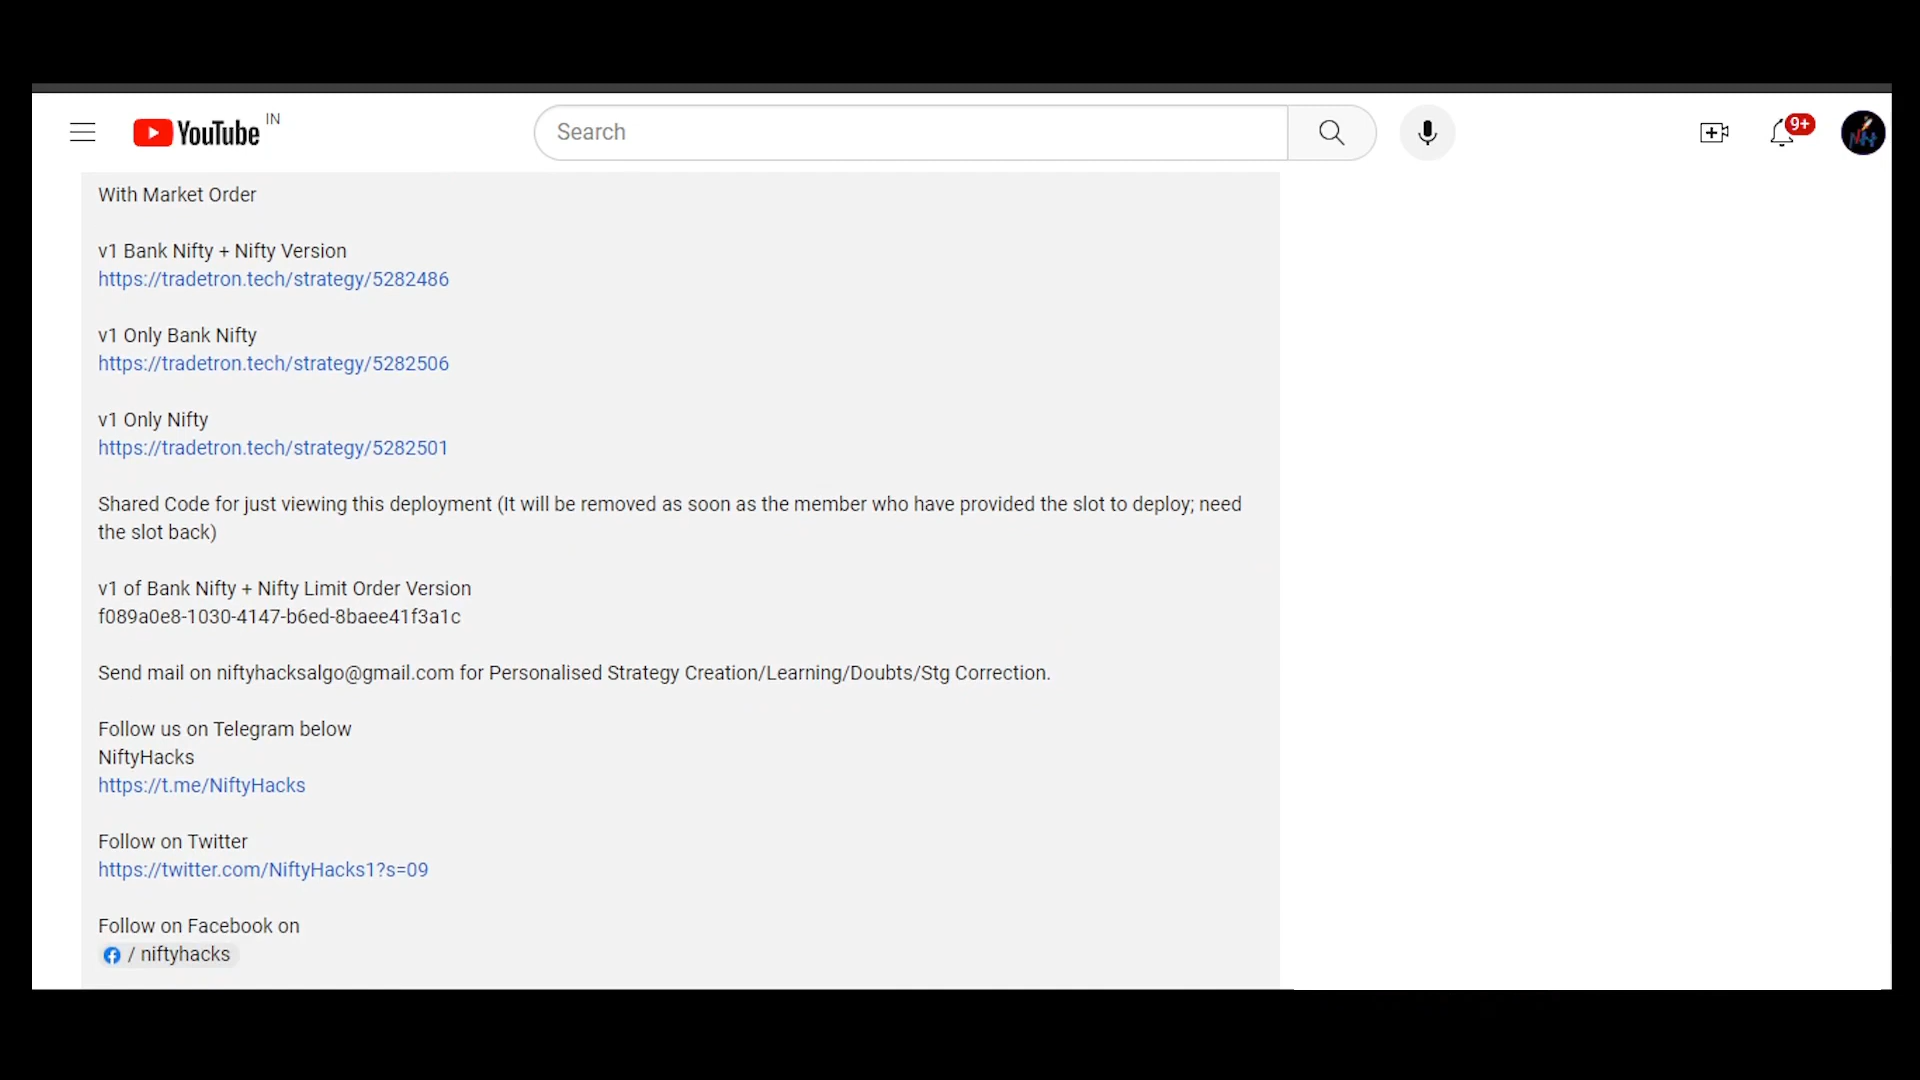 YouTube IN
Search
9+
With Market Order
v1 Bank Nifty + Nifty Version
https://tradetron.tech/strategy/5282486
v1 Only Bank Nifty
https://tradetron.tech/strategy/5282506
v1 Only Nifty
https://tradetron.tech/strategy/5282501
Shared Code for just viewing this deployment (It will be removed as soon as the member who have provided the slot to deploy; need
the slot back)
v1 of Bank Nifty + Nifty Limit Order Version
f089a0e8-1030-4147-b6ed-8baee41f3a1c
Send mail on niftyhacksalgo@gmail.com for Personalised Strategy Creation/Learning/Doubts/Stg Correction.
Follow us on Telegram below
NiftyHacks
https://t.me/NiftyHacks
Follow on Twitter
https://twitter.com/NiftyHacks1?s=09
Follow on Facebook on
/ niftyhacks